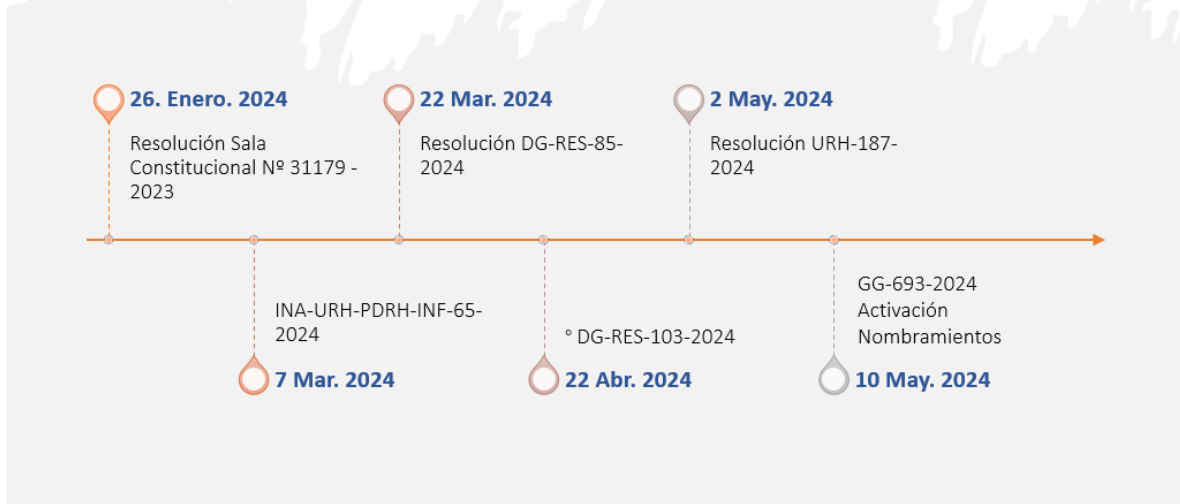 26. Enero. 2024
Resolución Sala
Constitucional Nº 31179 -
2023
22 Mar. 2024
Resolución DG-RES-85-
2024
2 May. 2024
Resolución URH-187-
2024
INA-URH-PDRH-INF-65-
2024
7 Mar. 2024
° DG-RES-103-2024
22 Abr. 2024
GG-693-2024
Activación
Nombramientos
10 May. 2024